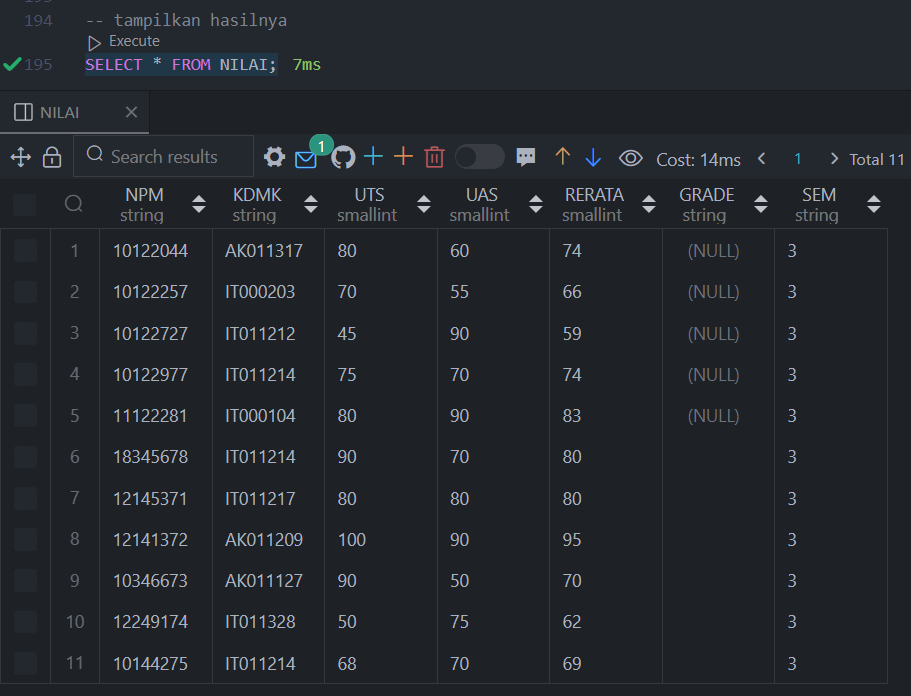 194 -- tampilkan hasilnya
Execute
195 SELECT * FROM NILAI; 7ms
NILAI
Search results 1 Cost: 14ms 1 Total 11
NPM KDMK UTS UAS RERATA GRADE SEM
string string smallint smallint smallint string string
1 10122044 AK011317 80 60 74 (NULL) 3
2 10122257 IT000203 70 55 66 (NULL) 3
3 10122727 IT011212 45 90 59 (NULL) 3
4 10122977 IT011214 75 70 74 (NULL) 3
5 11122281 IT000104 80 90 83 (NULL) 3
6 18345678 IT011214 90 70 80 3
7 12145371 IT011217 80 80 80 3
8 12141372 AK011209 100 90 95 3
9 10346673 AK011127 90 50 70 3
10 12249174 IT011328 50 75 62 3
11 10144275 IT011214 68 70 69 3